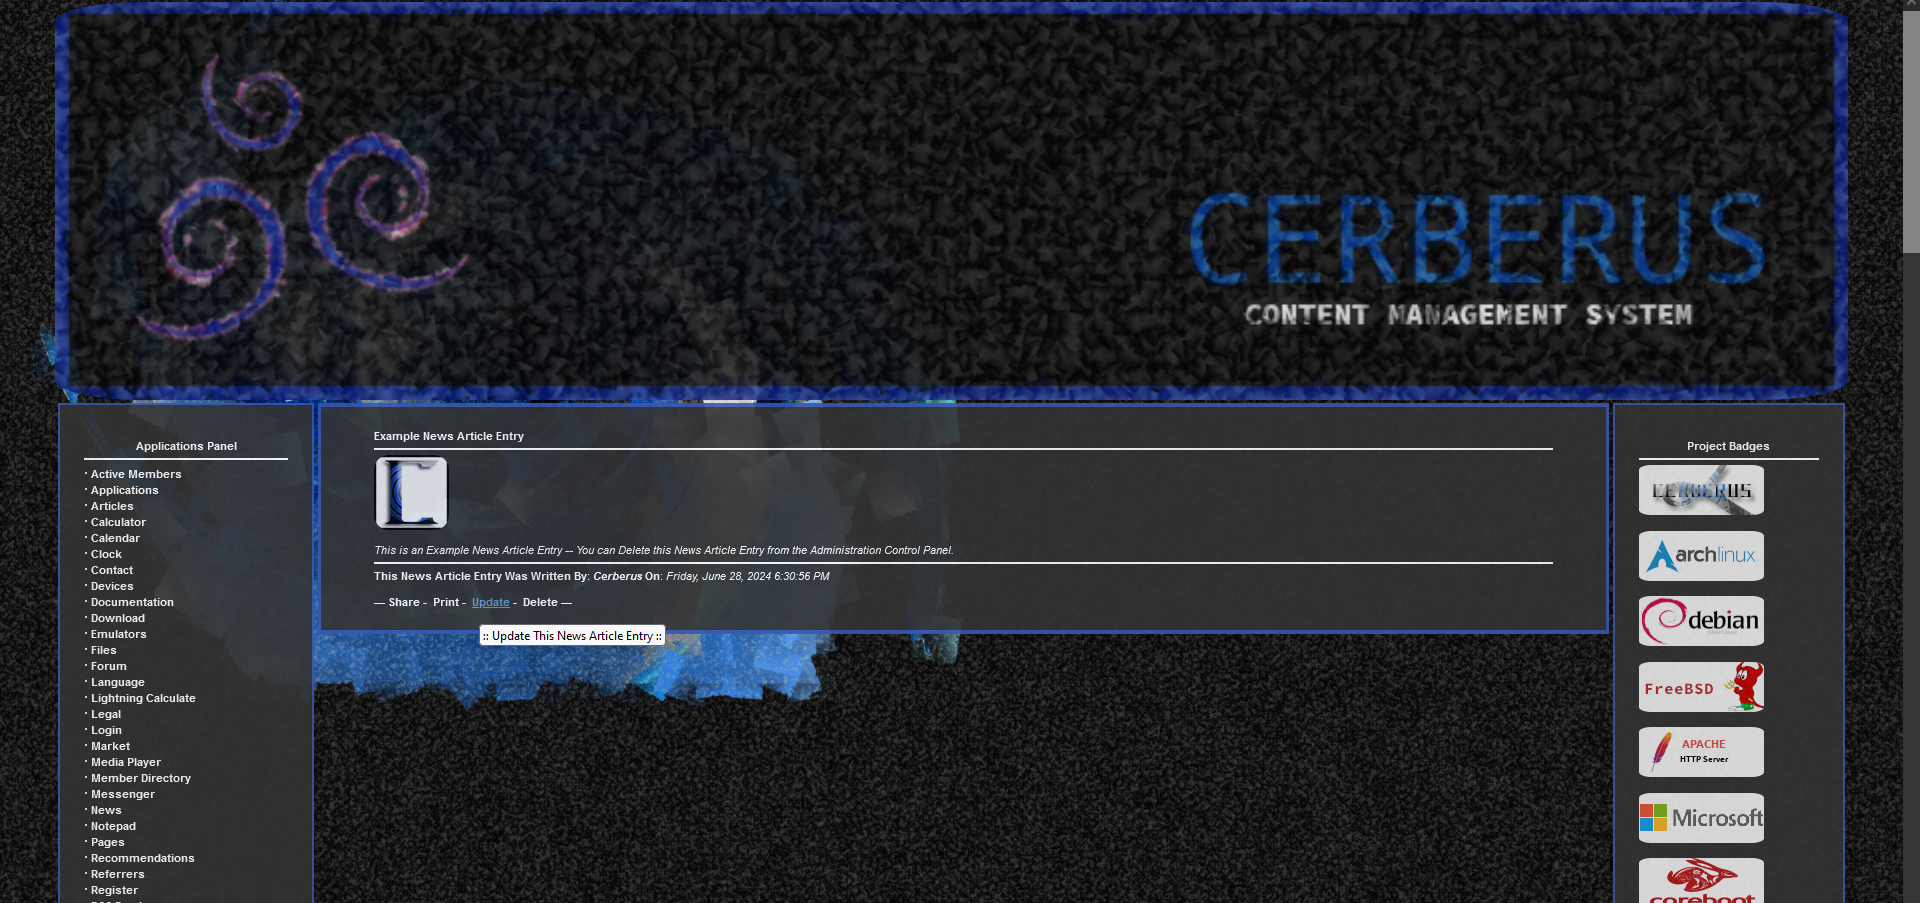 CERBERUS
CONTENT MANAGEMENT SYSTEM
Applications Panel
· Active Members
· Applications
· Articles
· Calculator
· Calendar
· Clock
· Contact
· Devices
· Documentation
· Download
· Emulators
· Files
· Forum
· Language
· Lightning Calculate
· Legal
· Login
· Market
· Media Player
· Member Directory
· Messenger
· News
· Notepad
· Pages
· Recommendations
· Referrers
· Register
Example News Article Entry
This is an Example News Article Entry -- You can Delete this News Article Entry from the Administration Control Panel.
This News Article Entry Was Written By: Cerberus On: Friday, June 28, 2024 6:30:56 PM
— Share - Print - Update - Delete —
:: Update This News Article Entry ::
Project Badges
CERBERUS
archlinux
debian
FreeBSD
APACHE
HTTP Server
Microsoft
coreboot